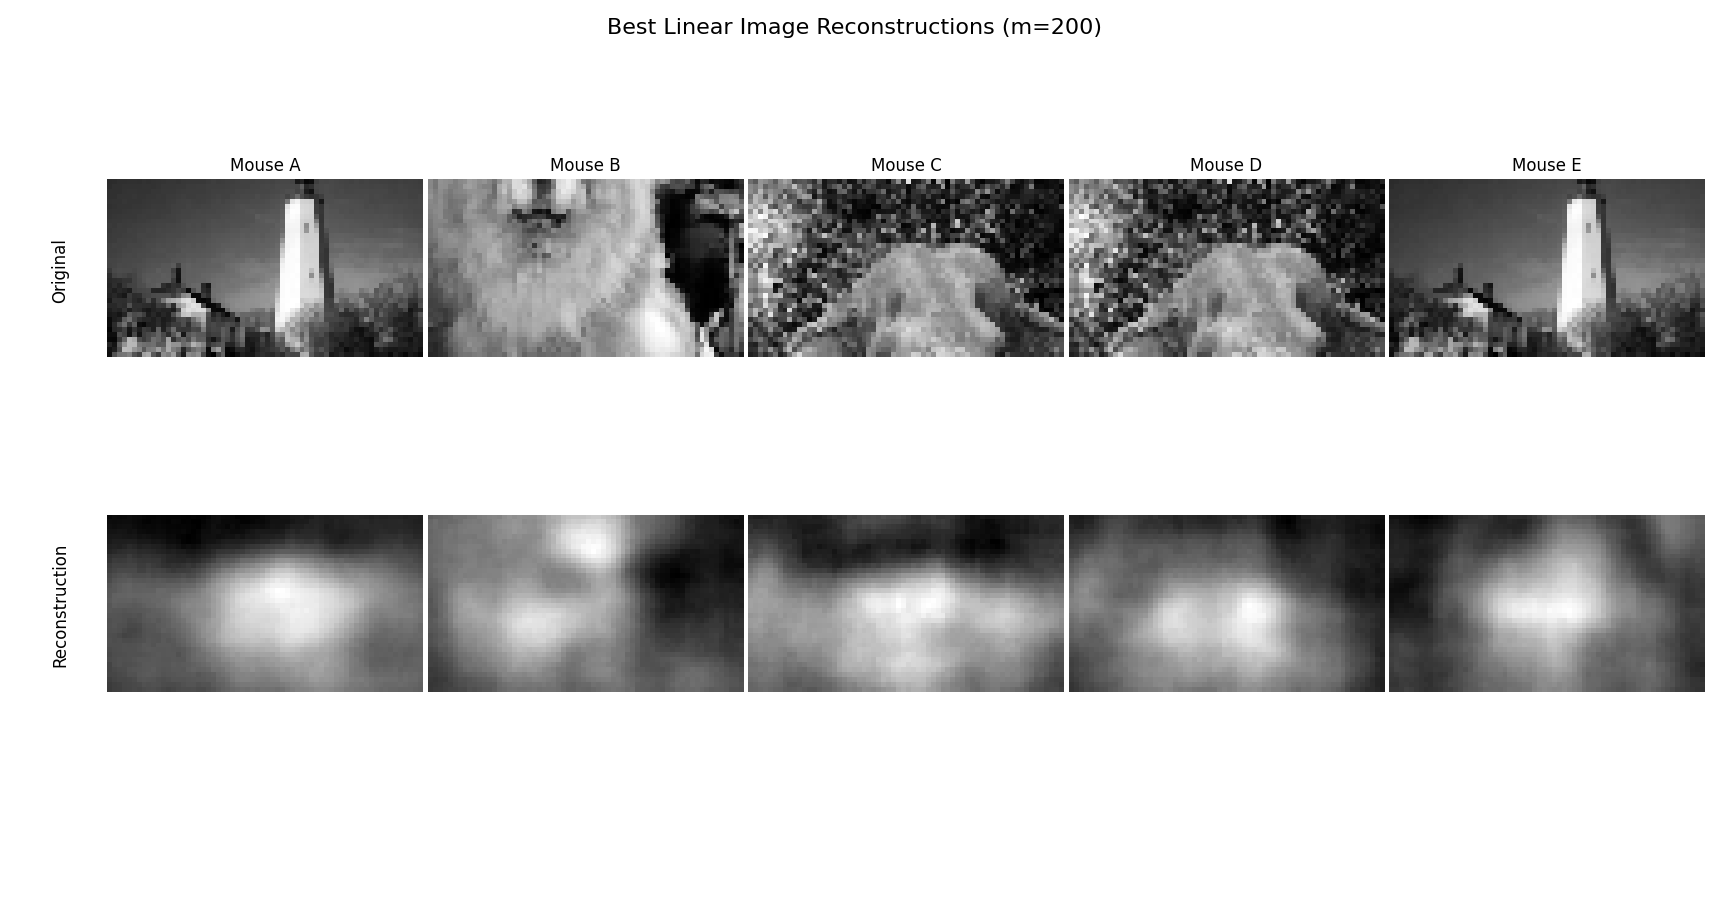 Best Linear Image Reconstructions (m=200)
Mouse A
Mouse B
Mouse C
Mouse D
Mouse E
Original
Reconstruction